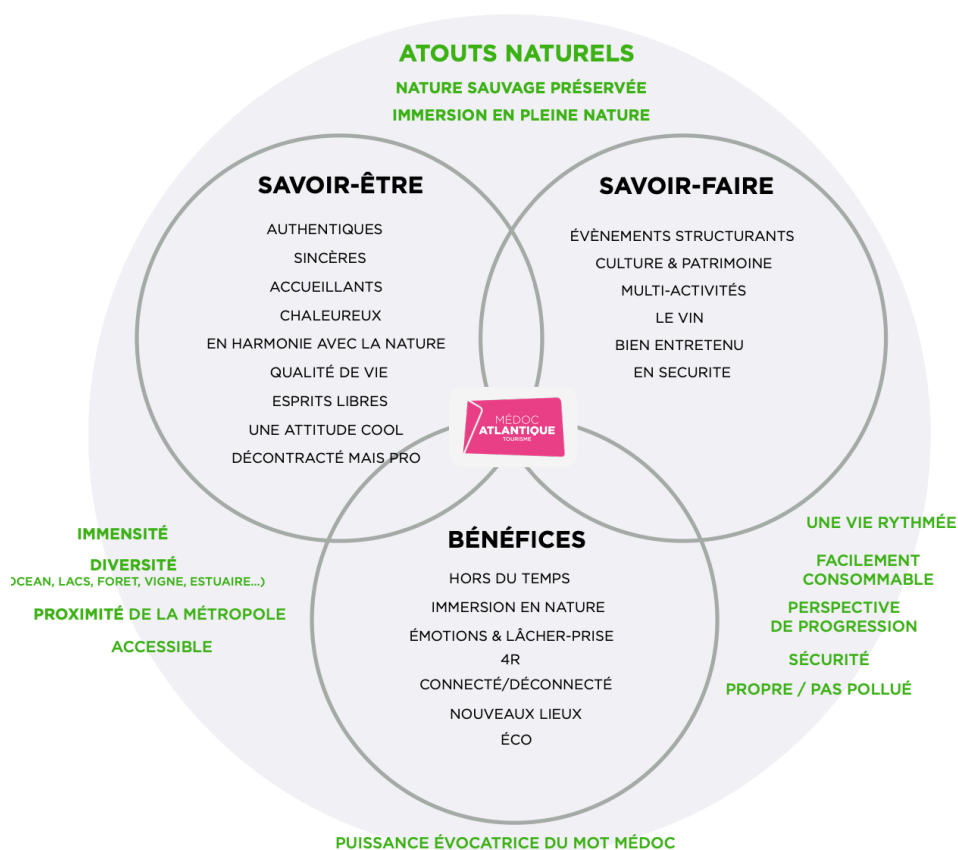 ATOUTS NATURELS
NATURE SAUVAGE PRÉSERVÉE
IMMERSION EN PLEINE NATURE
SAVOIR-ÊTRE
AUTHENTIQUES
SINCÈRES
ACCUEILLANTS
CHALEUREUX
EN HARMONIE AVEC LA NATURE
QUALITÉ DE VIE
ESPRITS LIBRES
UNE ATTITUDE COOL
DÉCONTRACTÉ MAIS PRO
SAVOIR-FAIRE
ÉVÈNEMENTS STRUCTURANTS
CULTURE & PATRIMOINE
MULTI-ACTIVITÉS
LE VIN
BIEN ENTRETENU
EN SECURITE
MÉDOC
ATLANTIQUE
TOURISME
BÉNÉFICES
HORS DU TEMPS
IMMERSION EN NATURE
ÉMOTIONS & LÂCHER-PRISE
4R
CONNECTÉ/DÉCONNECTÉ
NOUVEAUX LIEUX
ÉCO
IMMENSITÉ
DIVERSITÉ
OCEAN, LACS, FORET, VIGNE, ESTUAIRE...)
PROXIMITÉ DE LA MÉTROPOLE
ACCESSIBLE
UNE VIE RYTHMÉE
FACILEMENT
CONSOMMABLE
PERSPECTIVE
DE PROGRESSION
SÉCURITÉ
PROPRE / PAS POLLUÉ
PUISSANCE ÉVOCATRICE DU MOT MÉDOC